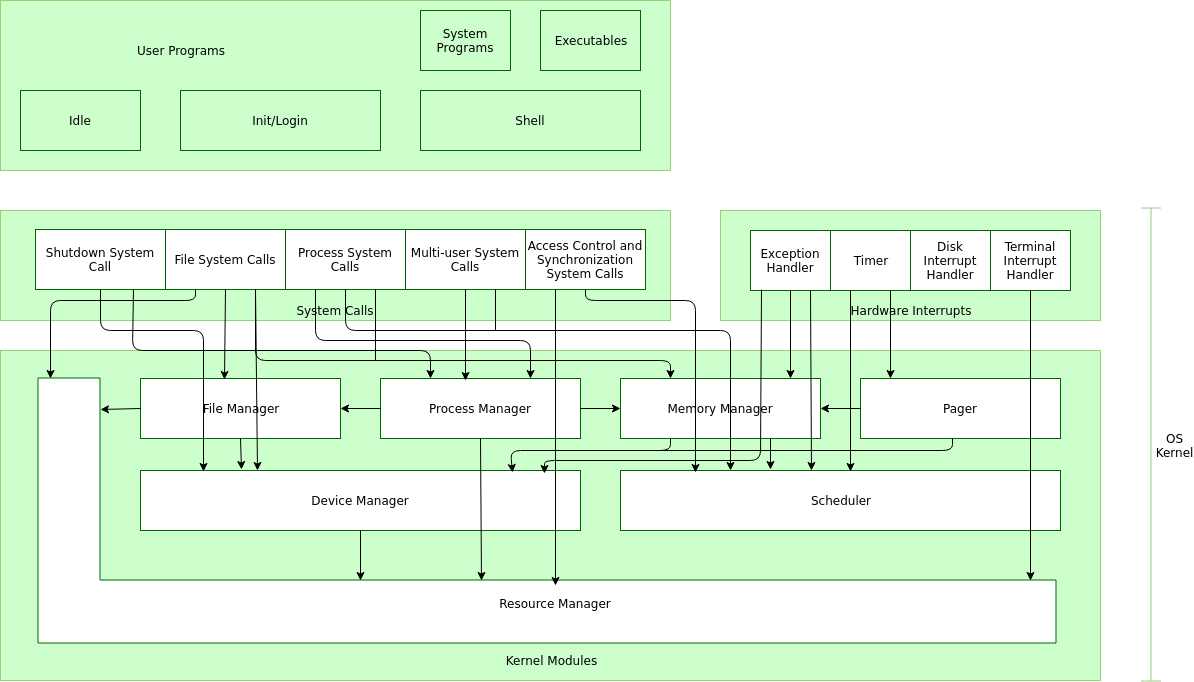 System
Programs
Executables
User Programs
Idle
Init/Login
Shell
Shutdown System
Call
File System Calls
Process System
Calls
Multi-user System
Calls
Access Control and
Synchronization
System Calls
System Calls
Exception
Handler
Timer
Disk
Interrupt
Handler
Terminal
Interrupt
Handler
Hardware Interrupts
File Manager
Process Manager
Memory Manager
Pager
OS
Kernel
Device Manager
Scheduler
Resource Manager
Kernel Modules